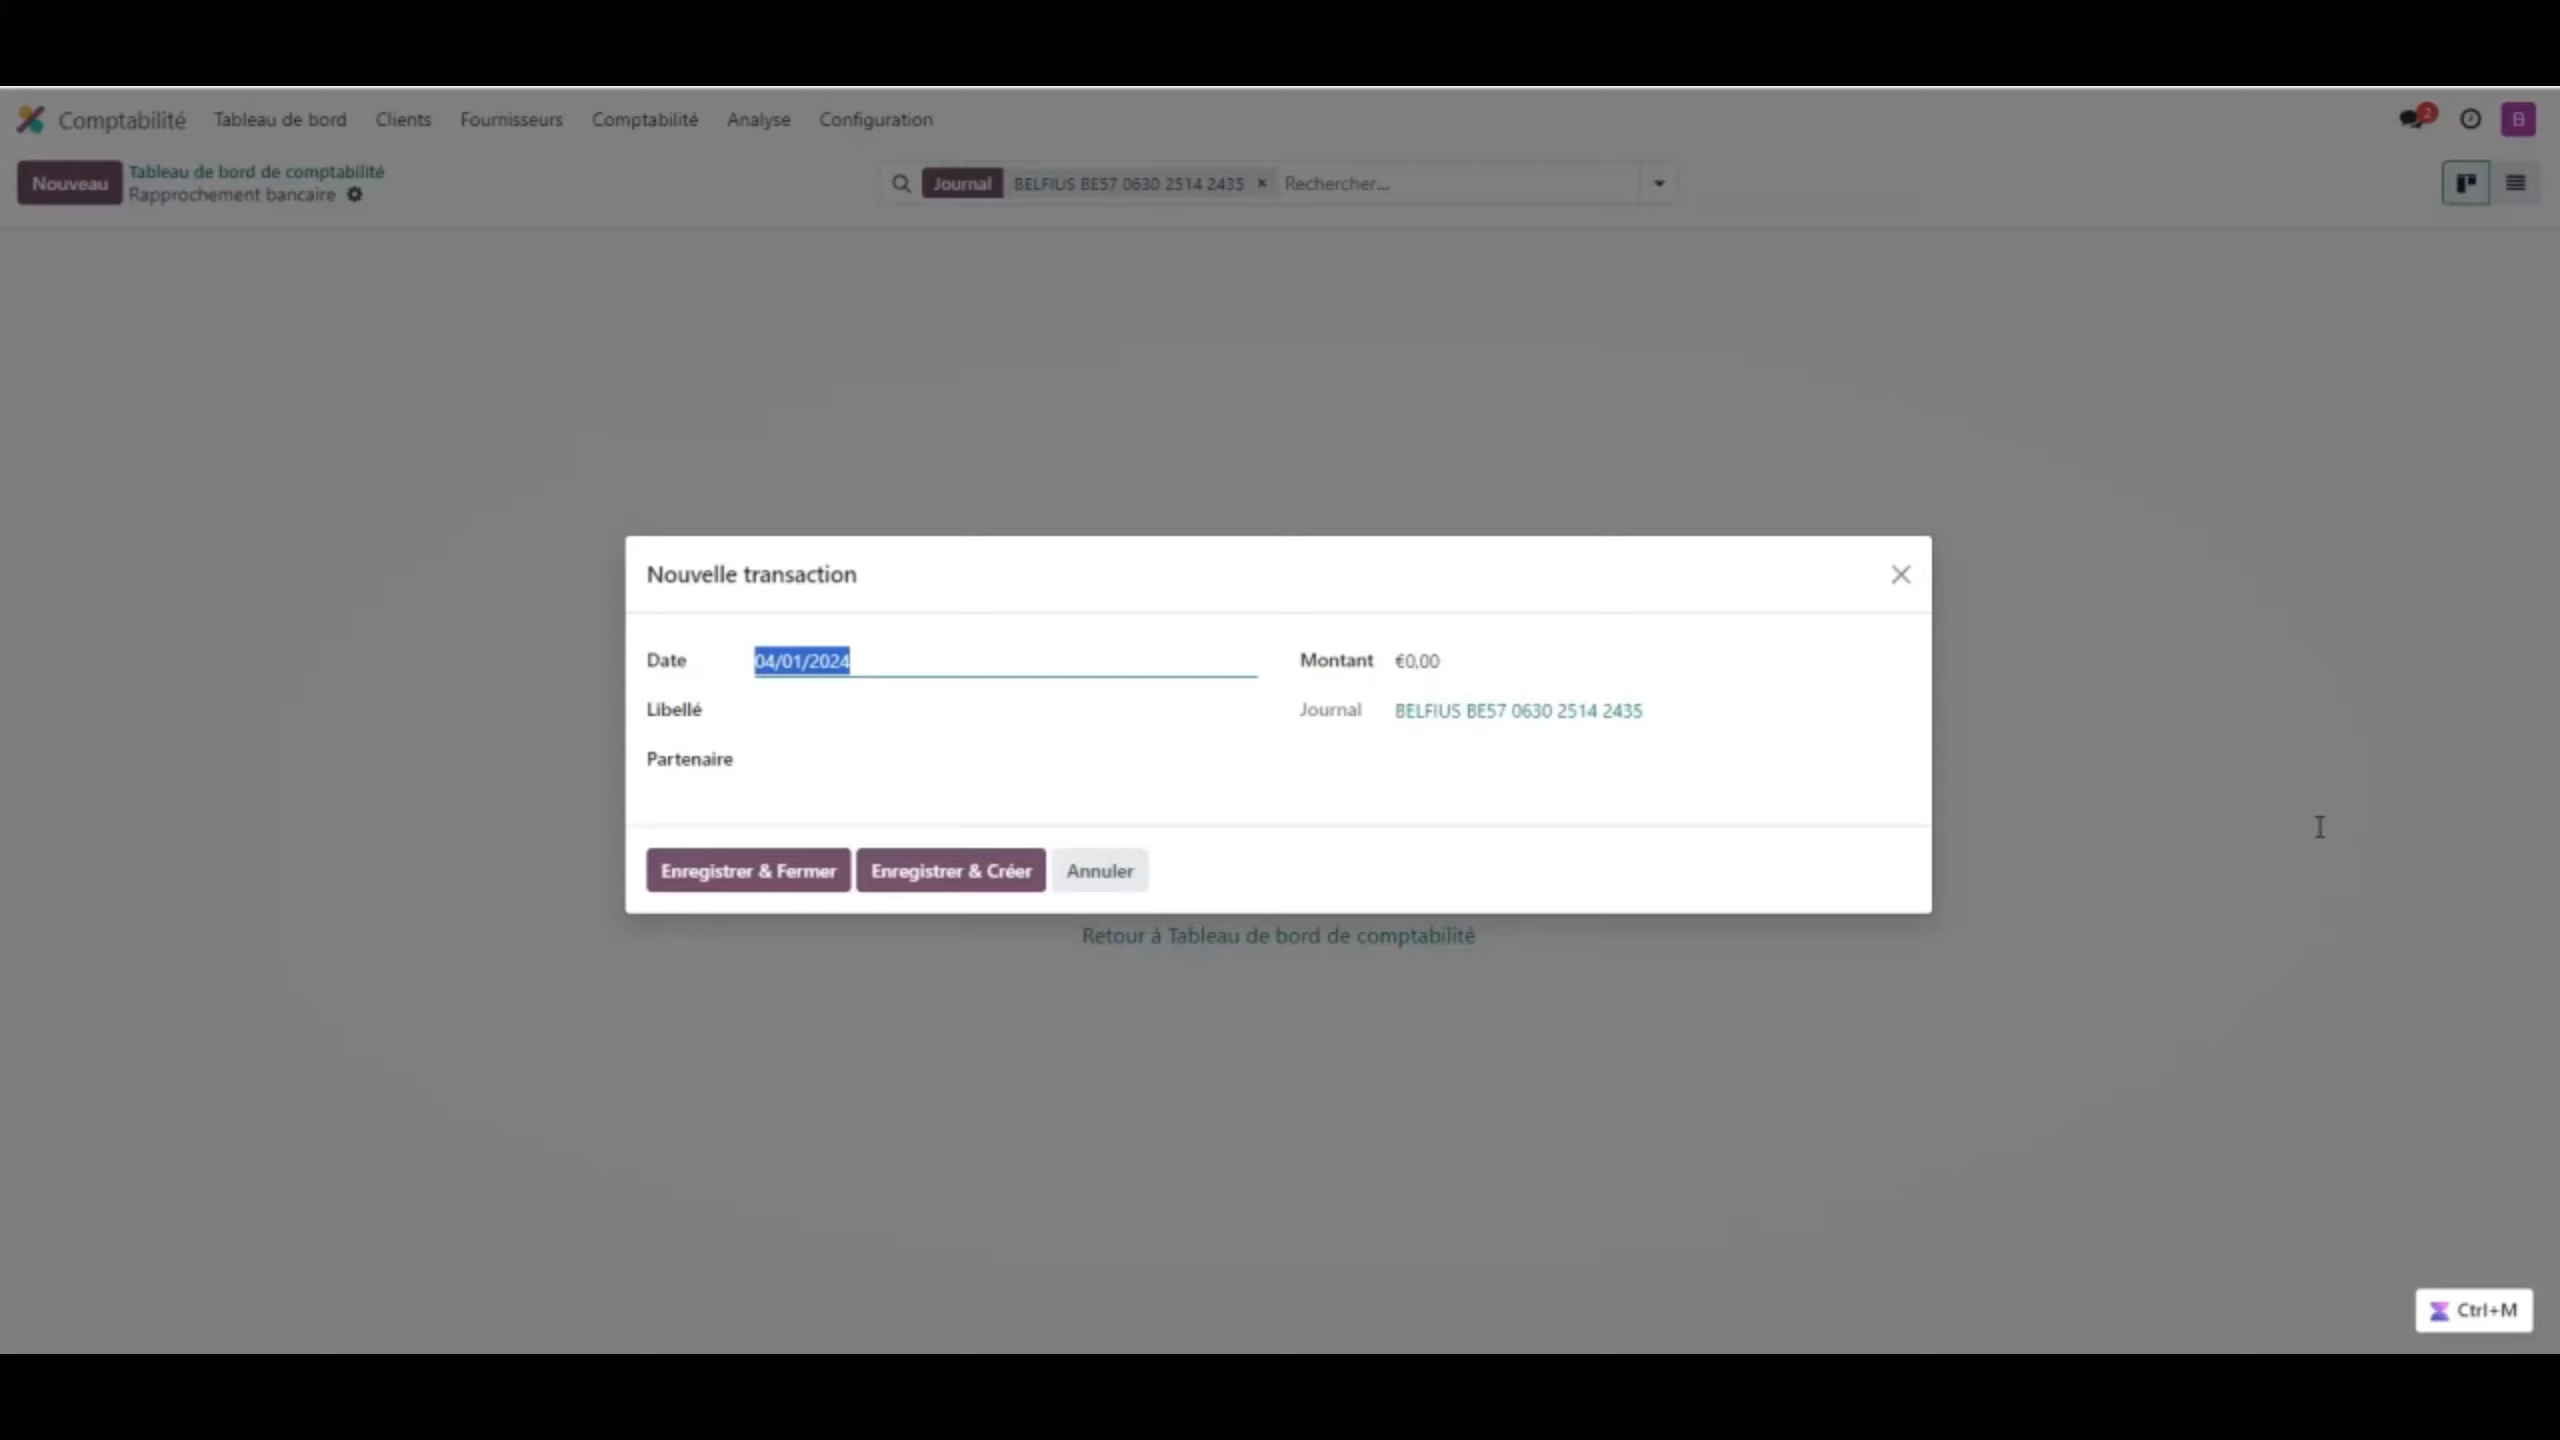 Comptabilité Tableau de bord Clients Fournisseurs Comptabilité Analyse Configuration 2 B
Nouveau Tableau de bord de comptabilité
Rapprochement bancaire
Journal BELFIUS BE57 0630 2514 2435 × Rechercher...
Nouvelle transaction
Date 04/01/2024 Montant €0,00
Libellé Journal BELFIUS BE57 0630 2514 2435
Partenaire
Enregistrer & Fermer Enregistrer & Créer Annuler
Retour à Tableau de bord de comptabilité
Ctrl+M